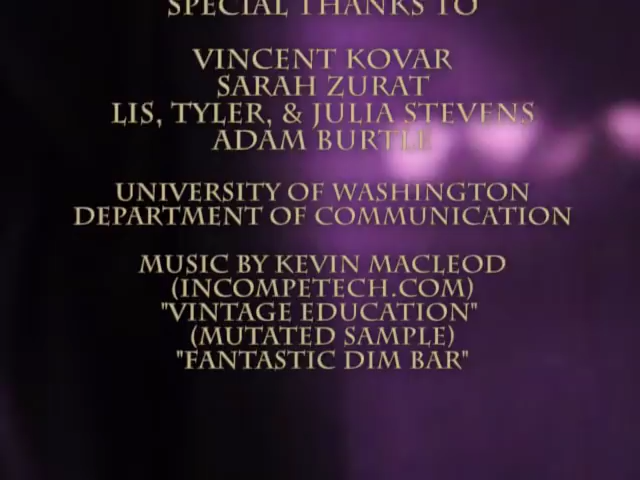 SPECIAL THANKS TO
VINCENT KOVAR
SARAH ZURAT
LIS, TYLER, & JULIA STEVENS
ADAM BURTLE
UNIVERSITY OF WASHINGTON
DEPARTMENT OF COMMUNICATION
MUSIC BY KEVIN MACLEOD
(INCOMPETECH.COM)
"VINTAGE EDUCATION"
(MUTATED SAMPLE)
"FANTASTIC DIM BAR"